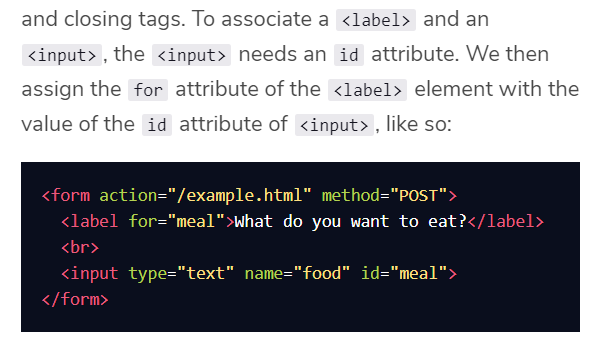 and closing tags. To associate a <label> and an
<input>, the <input> needs an id attribute. We then
assign the for attribute of the <label> element with the
value of the id attribute of <input>, like so:
<form action="/example.html" method="POST">
  <label for="meal">What do you want to eat?</label>
  <br>
  <input type="text" name="food" id="meal">
</form>